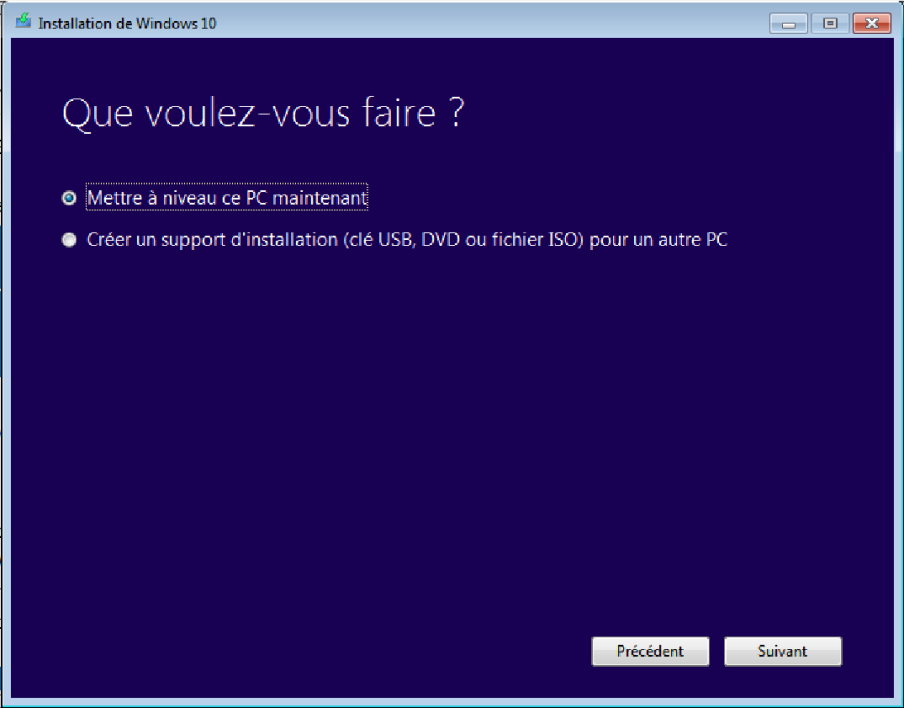 Installation de Windows 10
Que voulez-vous faire ?
Mettre à niveau ce PC maintenant
Créer un support d'installation (clé USB, DVD ou fichier ISO) pour un autre PC
Précédent
Suivant